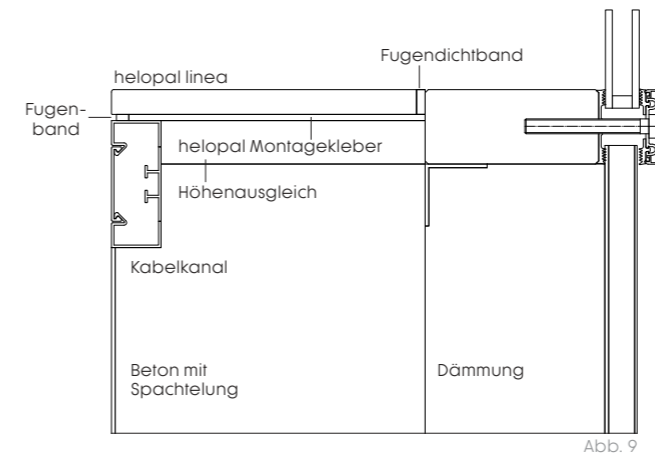 Fugendichtband
helopal linea
Fugen-
band
helopal Montagekleber
Höhenausgleich
Kabelkanal
Beton mit
Spachtelung
Dämmung
Abb. 9